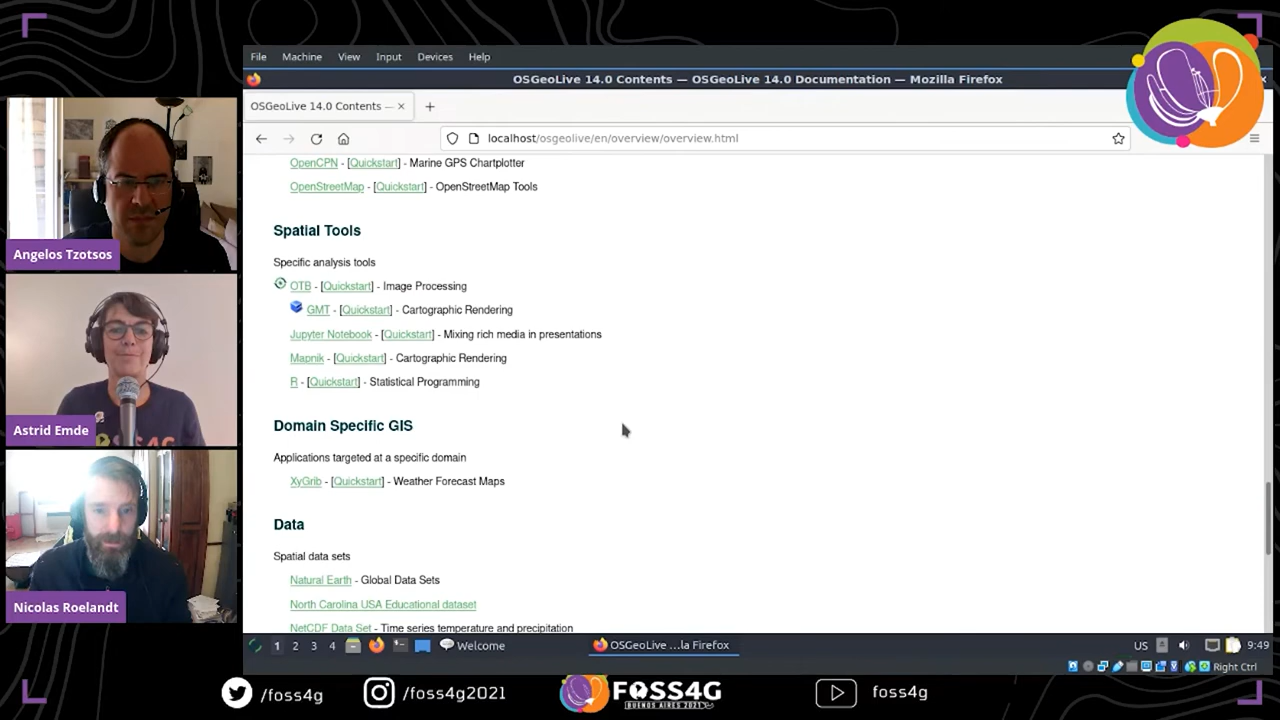 File Machine View Input Devices Help
OSGeoLive 14.0 Contents — OSGeoLive 14.0 Documentation — Mozilla Firefox
OSGeoLive 14.0 Contents —
localhost/osgeolive/en/overview/overview.html
OpenCPN - [Quickstart] - Marine GPS Chartplotter
OpenStreetMap - [Quickstart] - OpenStreetMap Tools
Spatial Tools
Specific analysis tools
OTB - [Quickstart] - Image Processing
GMT - [Quickstart] - Cartographic Rendering
Jupyter Notebook - [Quickstart] - Mixing rich media in presentations
Mapnik - [Quickstart] - Cartographic Rendering
R - [Quickstart] - Statistical Programming
Domain Specific GIS
Applications targeted at a specific domain
XyGrib - [Quickstart] - Weather Forecast Maps
Data
Spatial data sets
Natural Earth - Global Data Sets
North Carolina USA Educational dataset
NetCDF Data Set - Time series temperature and precipitation
1 2 3 4 Welcome OSGeoLive ...la Firefox US 9:49
Right Ctrl
Angelos Tzotsos
Astrid Emde
FOSS4G
Nicolas Roelandt
/foss4g /foss4g2021 FOSS4G foss4g
BUENOS AIRES 2021